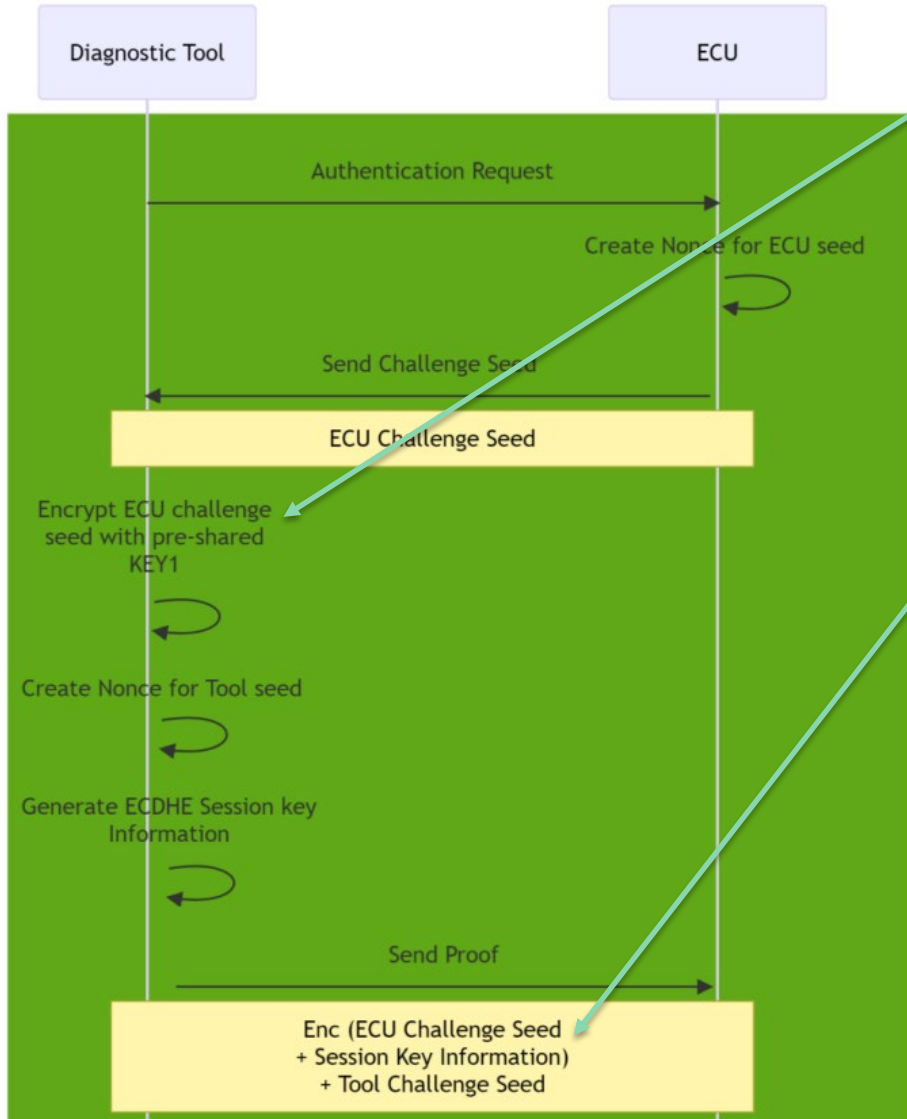 Diagnostic Tool
ECU
Authentication Request
Create Nonce for ECU seed
Send Challenge Seed
ECU Challenge Seed
Encrypt ECU challenge
seed with pre-shared
KEY1
Create Nonce for Tool seed
Generate ECDHE Session key
Information
Send Proof
Enc (ECU Challenge Seed
+ Session Key Information)
+ Tool Challenge Seed